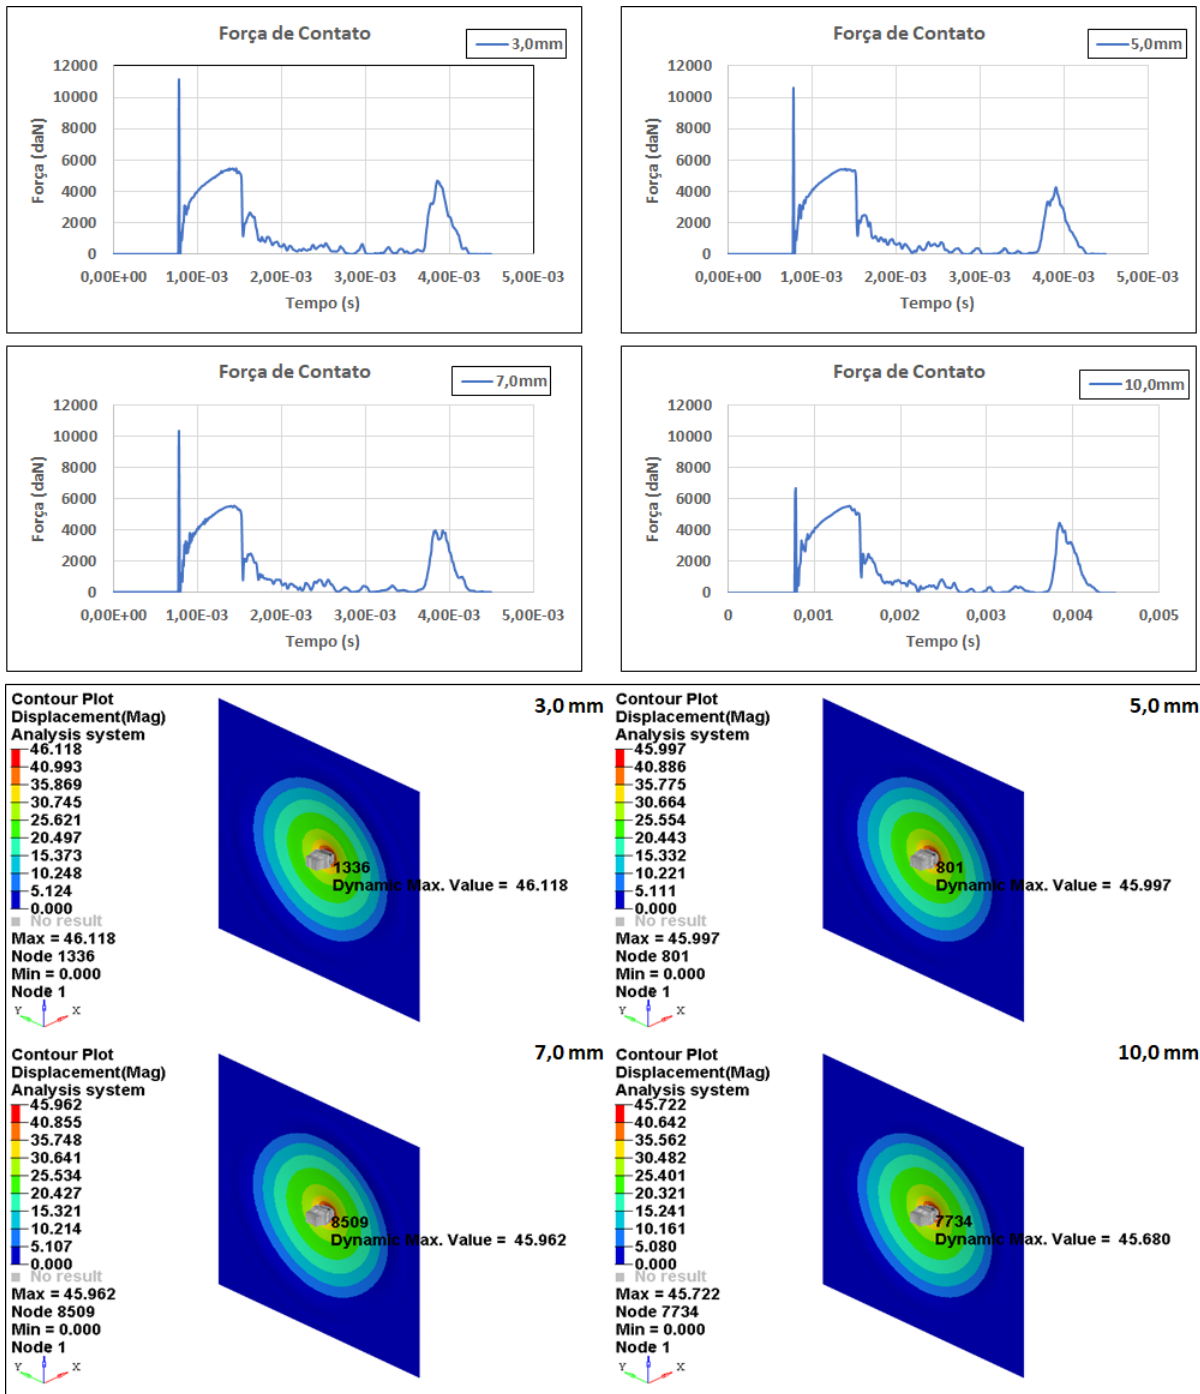 Força de Contato
3,0mm
12000
10000
8000
6000
4000
2000
0
Força (daN)
0,00E+00 1,00E-03 2,00E-03 3,00E-03 4,00E-03 5,00E-03
Tempo (s)
Força de Contato
5,0mm
12000
10000
8000
6000
4000
2000
0
Força (daN)
0,00E+00 1,00E-03 2,00E-03 3,00E-03 4,00E-03 5,00E-03
Tempo (s)
Força de Contato
7,0mm
12000
10000
8000
6000
4000
2000
0
Força (daN)
0,00E+00 1,00E-03 2,00E-03 3,00E-03 4,00E-03 5,00E-03
Tempo (s)
Força de Contato
10,0mm
12000
10000
8000
6000
4000
2000
0
Força (daN)
0 0,001 0,002 0,003 0,004 0,005
Tempo (s)
3,0 mm
Contour Plot
Displacement(Mag)
Analysis system
46.118
40.993
35.869
30.745
25.621
20.497
15.373
10.248
5.124
0.000
No result
Max = 46.118
Node 1336
Min = 0.000
Node 1
Y X
1336
Dynamic Max. Value = 46.118
5,0 mm
Contour Plot
Displacement(Mag)
Analysis system
45.997
40.886
35.775
30.664
25.554
20.443
15.332
10.221
5.111
0.000
No result
Max = 45.997
Node 801
Min = 0.000
Node 1
Y X
801
Dynamic Max. Value = 45.997
7,0 mm
Contour Plot
Displacement(Mag)
Analysis system
45.962
40.855
35.748
30.641
25.534
20.427
15.321
10.214
5.107
0.000
No result
Max = 45.962
Node 8509
Min = 0.000
Node 1
Y X
8509
Dynamic Max. Value = 45.962
10,0 mm
Contour Plot
Displacement(Mag)
Analysis system
45.722
40.642
35.562
30.482
25.401
20.321
15.241
10.161
5.080
0.000
No result
Max = 45.722
Node 7734
Min = 0.000
Node 1
Y X
7734
Dynamic Max. Value = 45.680